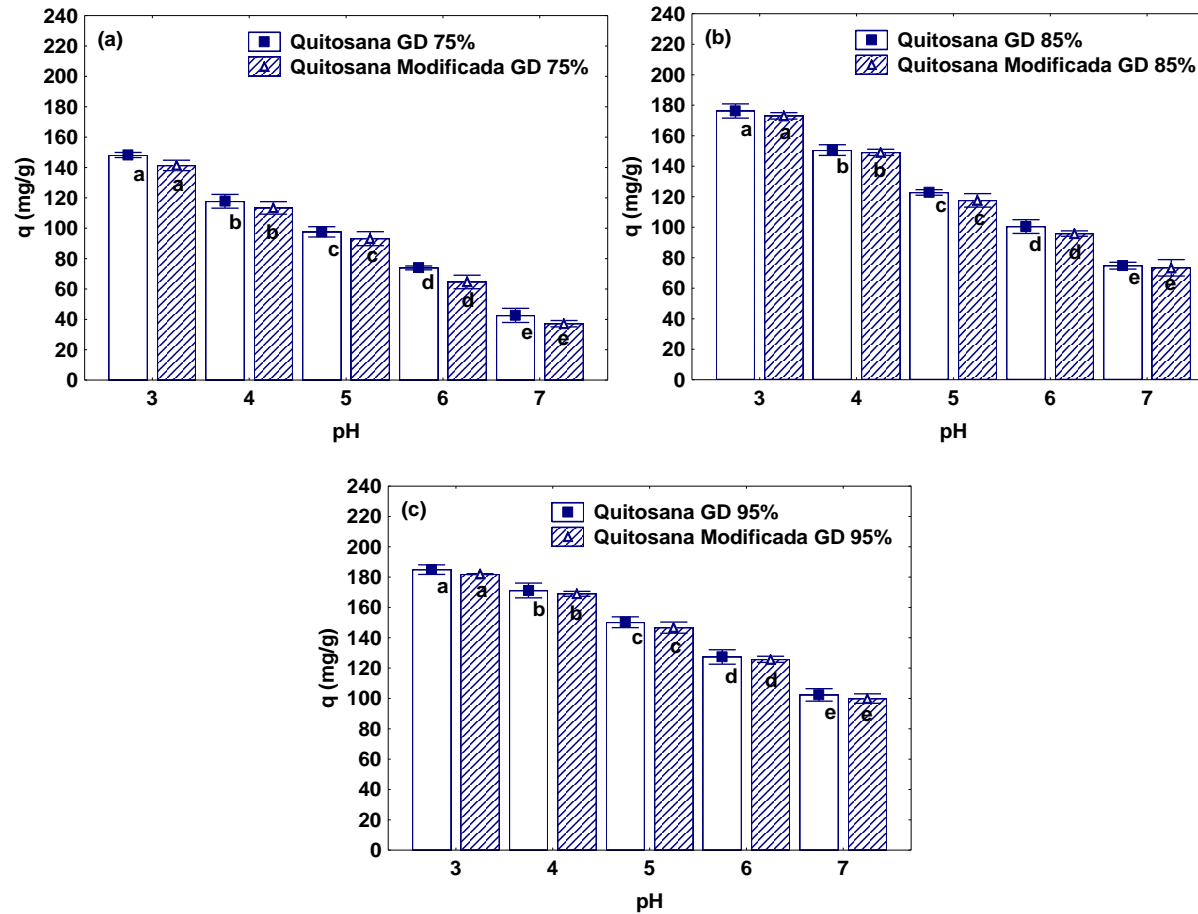 (a)
Quitosana GD 75%
Quitosana Modificada GD 75%
q (mg/g)
240
220
200
180
160
140
120
100
80
60
40
20
0
a a b b c c d d e e
3 4 5 6 7
pH
(b)
Quitosana GD 85%
Quitosana Modificada GD 85%
q (mg/g)
240
220
200
180
160
140
120
100
80
60
40
20
0
a a b b c c d d e e
3 4 5 6 7
pH
(c)
Quitosana GD 95%
Quitosana Modificada GD 95%
q (mg/g)
240
220
200
180
160
140
120
100
80
60
40
20
0
a a b b c c d d e e
3 4 5 6 7
pH